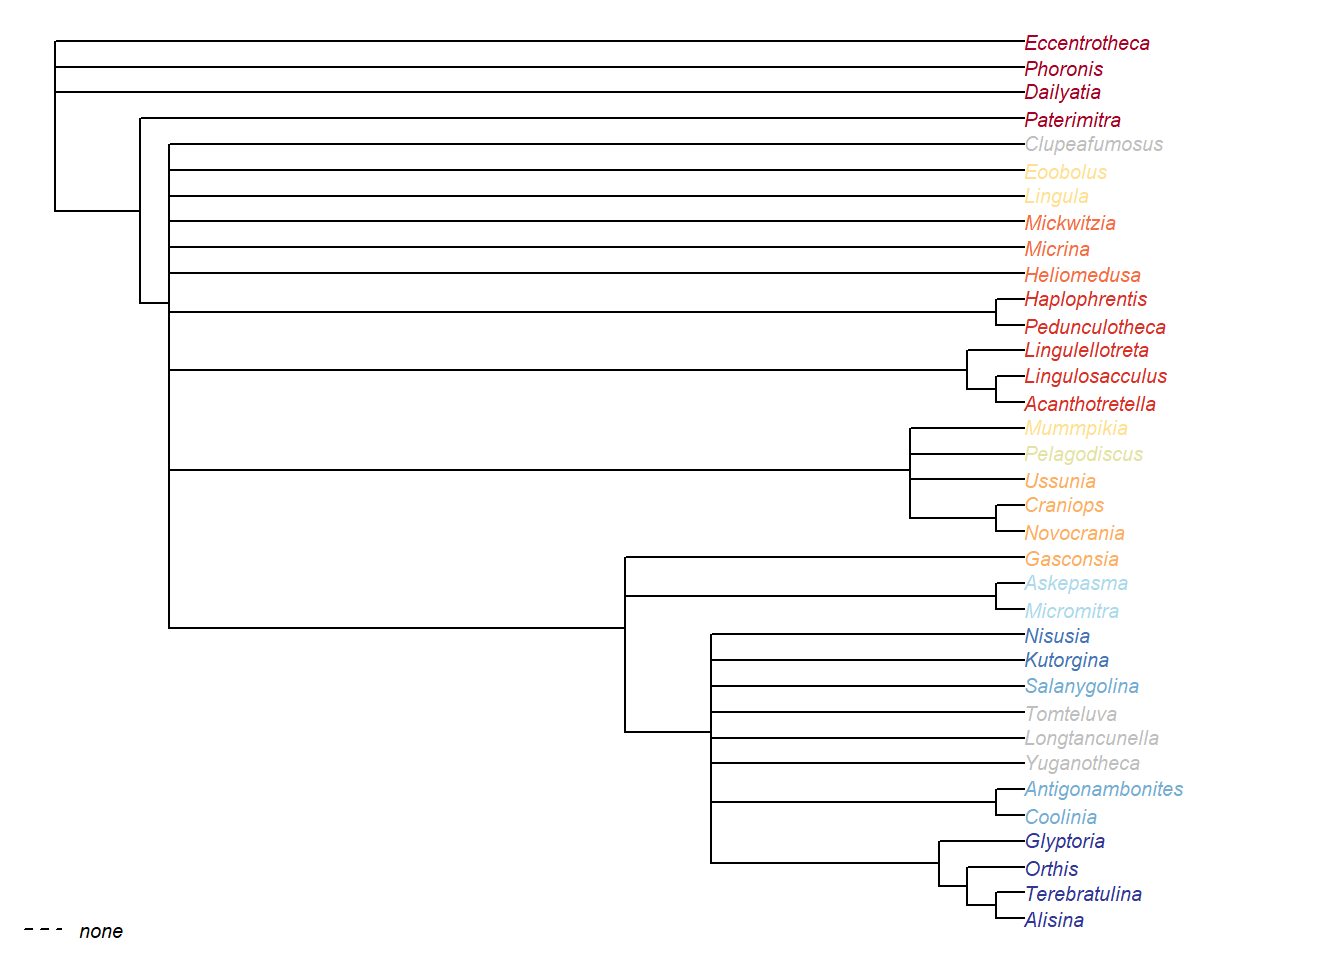 Eccentrotheca
Phoronis
Dailyatia
Paterimitra
Clupeafumosus
Eoobolus
Lingula
Mickwitzia
Micrina
Heliomedusa
Haplophrentis
Pedunculotheca
Lingulellotreta
Lingulosacculus
Acanthotretella
Mummpikia
Pelagodiscus
Ussunia
Craniops
Novocrania
Gasconsia
Askepasma
Micromitra
Nisusia
Kutorgina
Salanygolina
Tomteluva
Longtancunella
Yuganotheca
Antigonambonites
Coolinia
Glyptoria
Orthis
Terebratulina
Alisina
none